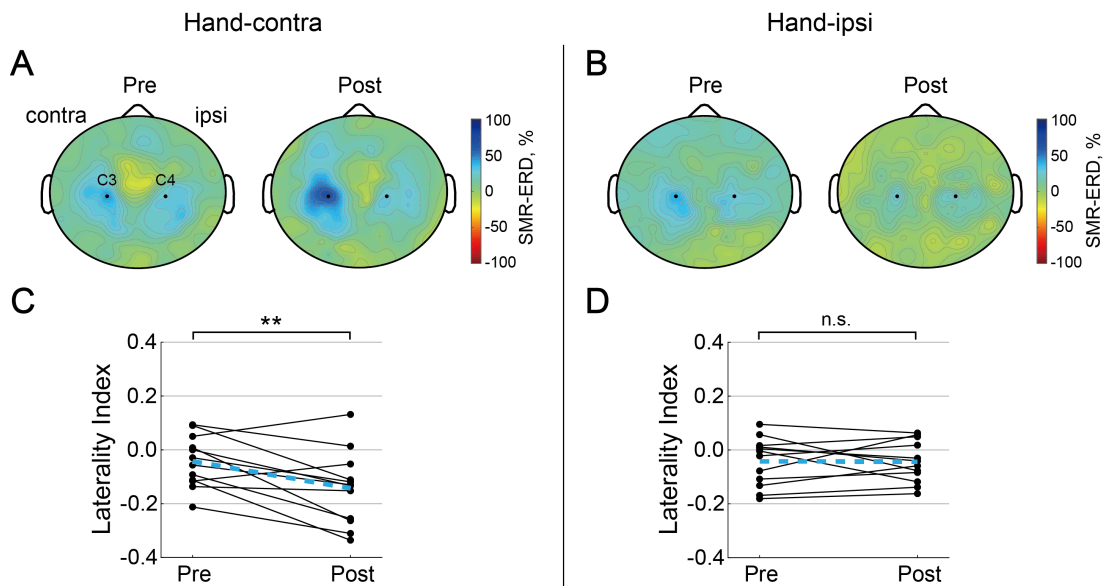 Hand-contra
Hand-ipsi
A
Pre
Post
contra
ipsi
C3
C4
100
50
0
-50
-100
SMR-ERD, %
B
Pre
Post
100
50
0
-50
-100
SMR-ERD, %
C
**
0.4
0.2
0.0
-0.2
-0.4
Laterality Index
Pre
Post
D
n.s.
0.4
0.2
0.0
-0.2
-0.4
Laterality Index
Pre
Post